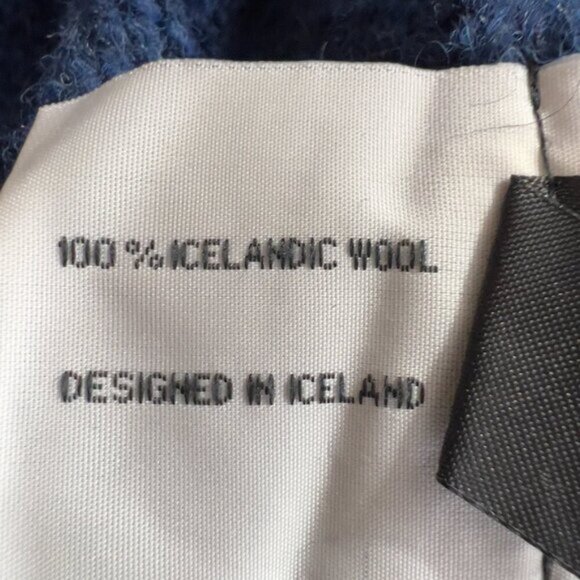 100 % ICELANDIC WOOL
DESIGNED IN ICELAND